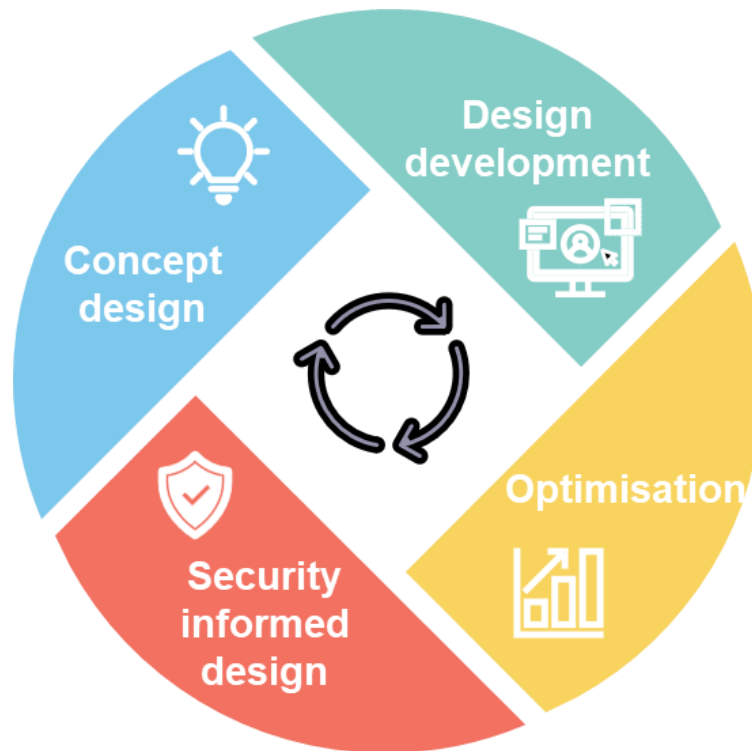 Concept
design
Design
development
Optimisation
Security
informed
design